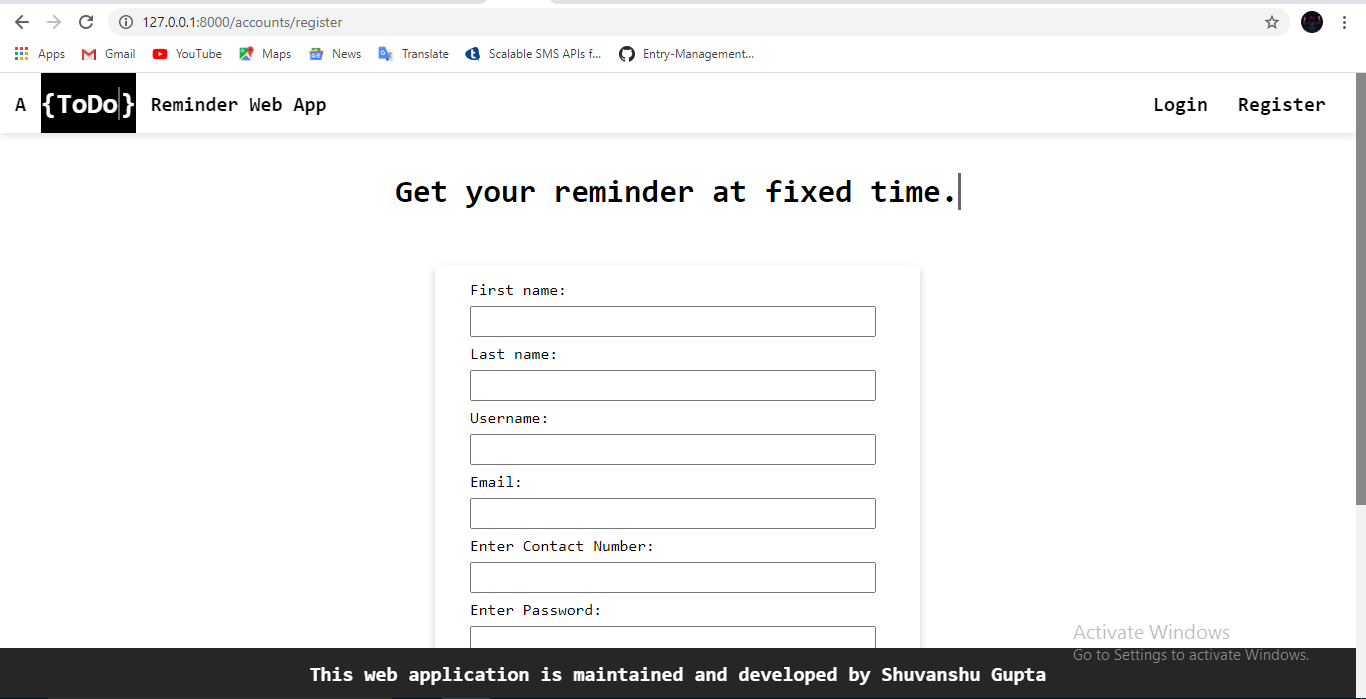 127.0.0.1:8000/accounts/register
Apps Gmail YouTube Maps News Translate Scalable SMS APIs f... Entry-Management...
A {ToDo|} Reminder Web App Login Register
Get your reminder at fixed time.|
First name:
Last name:
Username:
Email:
Enter Contact Number:
Enter Password:
Activate Windows
Go to Settings to activate Windows.
This web application is maintained and developed by Shuvanshu Gupta